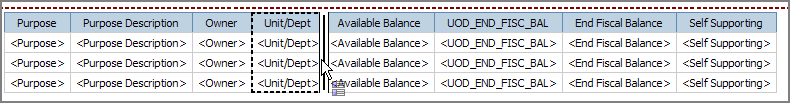 Purpose Purpose Description Owner Unit/Dept Available Balance UOD_END_FISC_BAL End Fiscal Balance Self Supporting
<Purpose> <Purpose Description> <Owner> <Unit/Dept> <Available Balance> <UOD_END_FISC_BAL> <End Fiscal Balance> <Self Supporting>
<Purpose> <Purpose Description> <Owner> <Unit/Dept> <Available Balance> <UOD_END_FISC_BAL> <End Fiscal Balance> <Self Supporting>
<Purpose> <Purpose Description> <Owner> <Unit/Dept> <Available Balance> <UOD_END_FISC_BAL> <End Fiscal Balance> <Self Supporting>